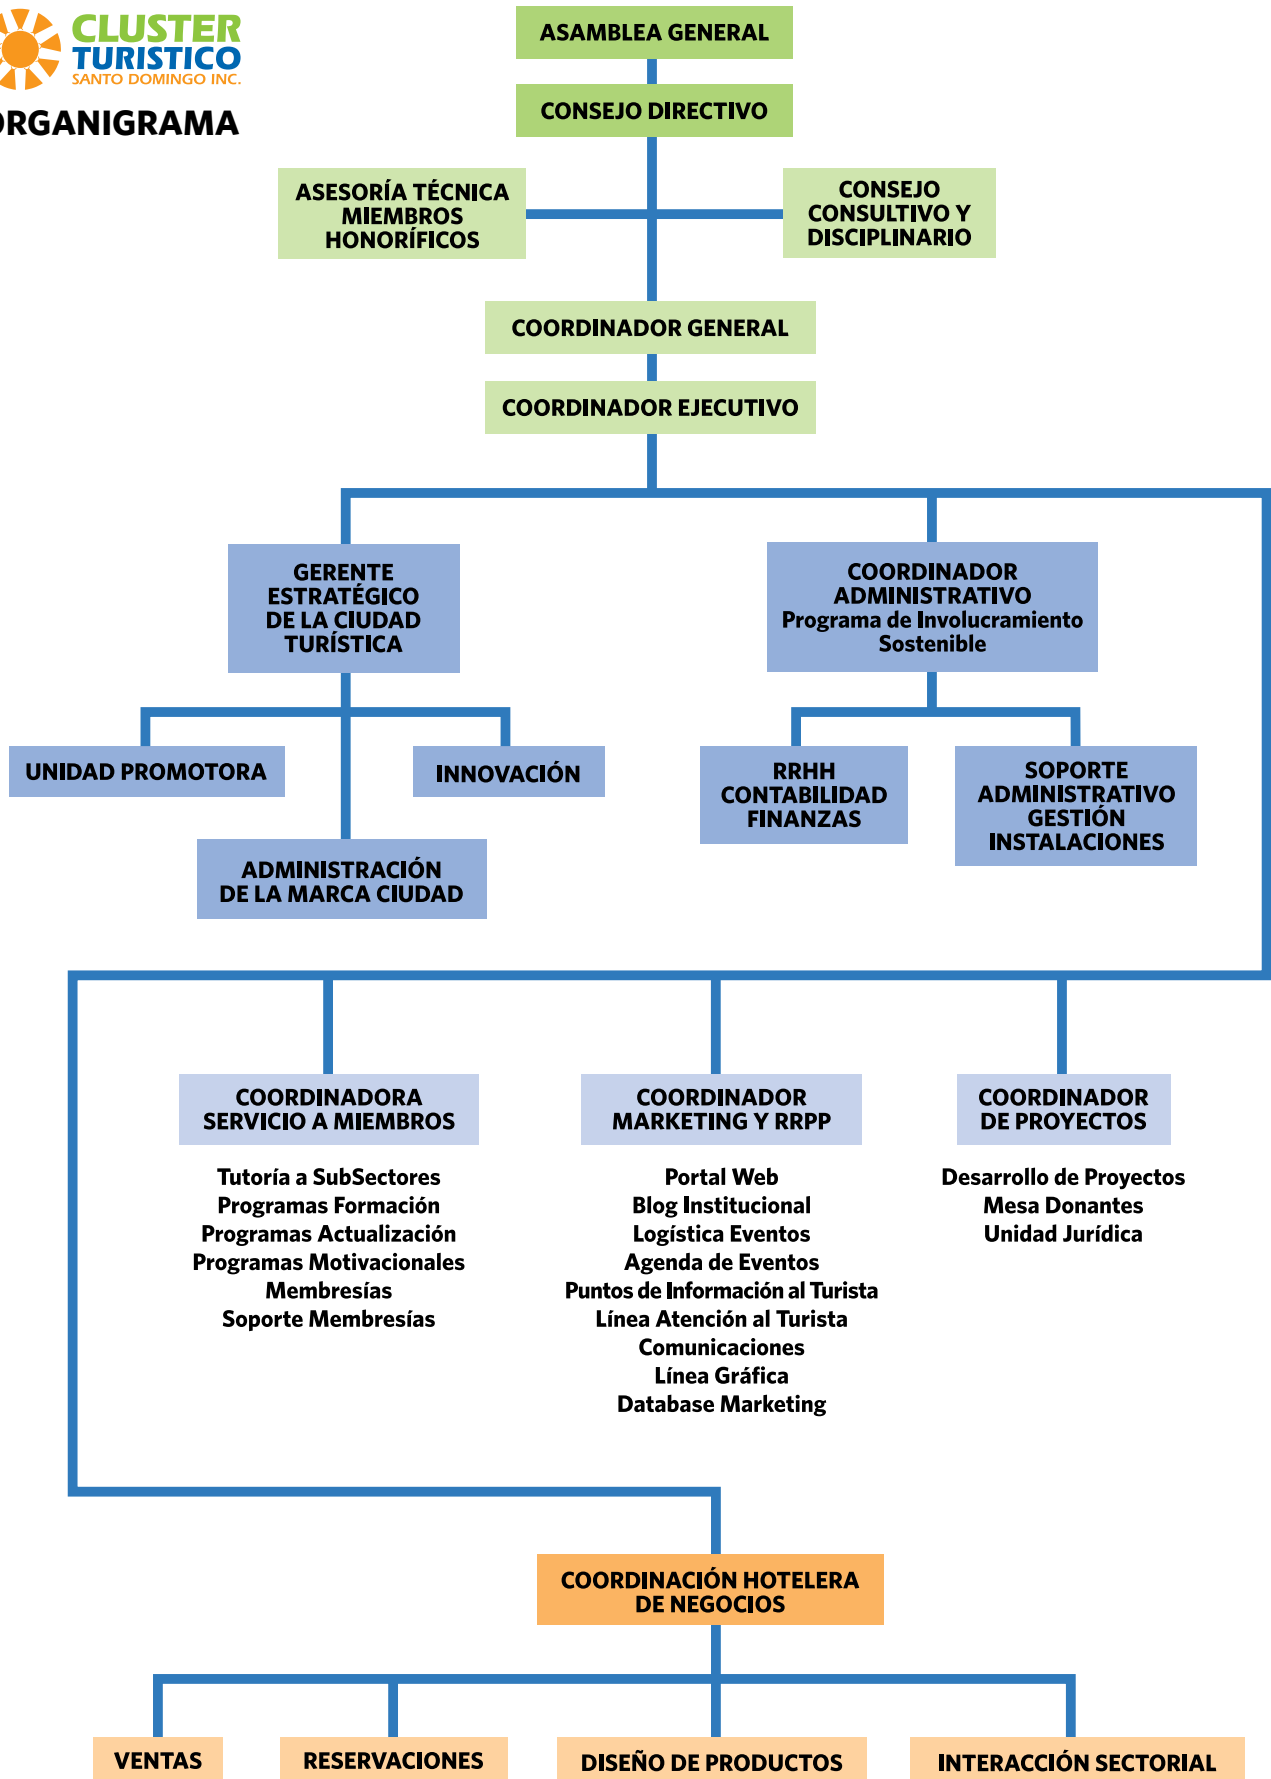 CLUSTER
TURISTICO
SANTO DOMINGO INC.
ORGANIGRAMA
ASAMBLEA GENERAL
CONSEJO DIRECTIVO
ASESORÍA TÉCNICA
MIEMBROS
HONORÍFICOS
CONSEJO
CONSULTIVO Y
DISCIPLINARIO
COORDINADOR GENERAL
COORDINADOR EJECUTIVO
GERENTE
ESTRATÉGICO
DE LA CIUDAD
TURÍSTICA
COORDINADOR
ADMINISTRATIVO
Programa de Involucramiento
Sostenible
UNIDAD PROMOTORA
INNOVACIÓN
ADMINISTRACIÓN
DE LA MARCA CIUDAD
RRHH
CONTABILIDAD
FINANZAS
SOPORTE
ADMINISTRATIVO
GESTIÓN
INSTALACIONES
COORDINADORA
SERVICIO A MIEMBROS
Tutoría a SubSectores
Programas Formación
Programas Actualización
Programas Motivacionales
Membresías
Soporte Membresías
COORDINADOR
MARKETING Y RRPP
Portal Web
Blog Institucional
Logística Eventos
Agenda de Eventos
Puntos de Información al Turista
Línea Atención al Turista
Comunicaciones
Línea Gráfica
Database Marketing
COORDINADOR
DE PROYECTOS
Desarrollo de Proyectos
Mesa Donantes
Unidad Jurídica
COORDINACIÓN HOTELERA
DE NEGOCIOS
VENTAS
RESERVACIONES
DISEÑO DE PRODUCTOS
INTERACCIÓN SECTORIAL